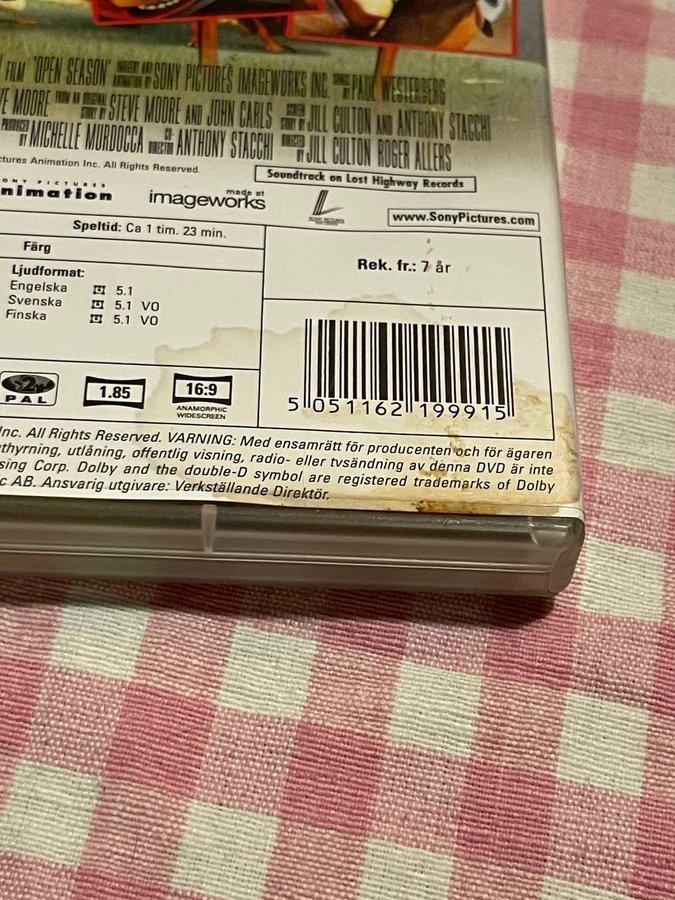 FILM "OPEN SEASON" IMAGERY AND ANIMATION BY SONY PICTURES IMAGEWORKS INC. SONGS BY PAUL WESTERBERG
STEVE MOORE FROM AN ORIGINAL STORY BY STEVE MOORE AND JOHN CARLS SCREEN STORY BY JILL CULTON AND ANTHONY STACCHI
PRODUCED BY MICHELLE MURDOCCA CO-DIRECTOR ANTHONY STACCHI DIRECTED BY JILL CULTON ROGER ALLERS
ctures Animation Inc. All Rights Reserved.
Soundtrack on Lost Highway Records
ONY PICTURES
nimation
made at
imageworks
www.SonyPictures.com
Speltid: Ca 1 tim. 23 min.
Färg
Rek. fr.: 7 år
Ljudformat:
Engelska 5.1
Svenska 5.1 VO
Finska 5.1 VO
2
PAL
1.85
16:9
ANAMORPHIC
WIDESCREEN
5 051162 199915
Inc. All Rights Reserved. VARNING: Med ensamrätt för producenten och för ägaren
uthyrning, utlåning, offentlig visning, radio- eller tvsändning av denna DVD är inte
sing Corp. Dolby and the double-D symbol are registered trademarks of Dolby
c AB. Ansvarig utgivare: Verkställande Direktör.